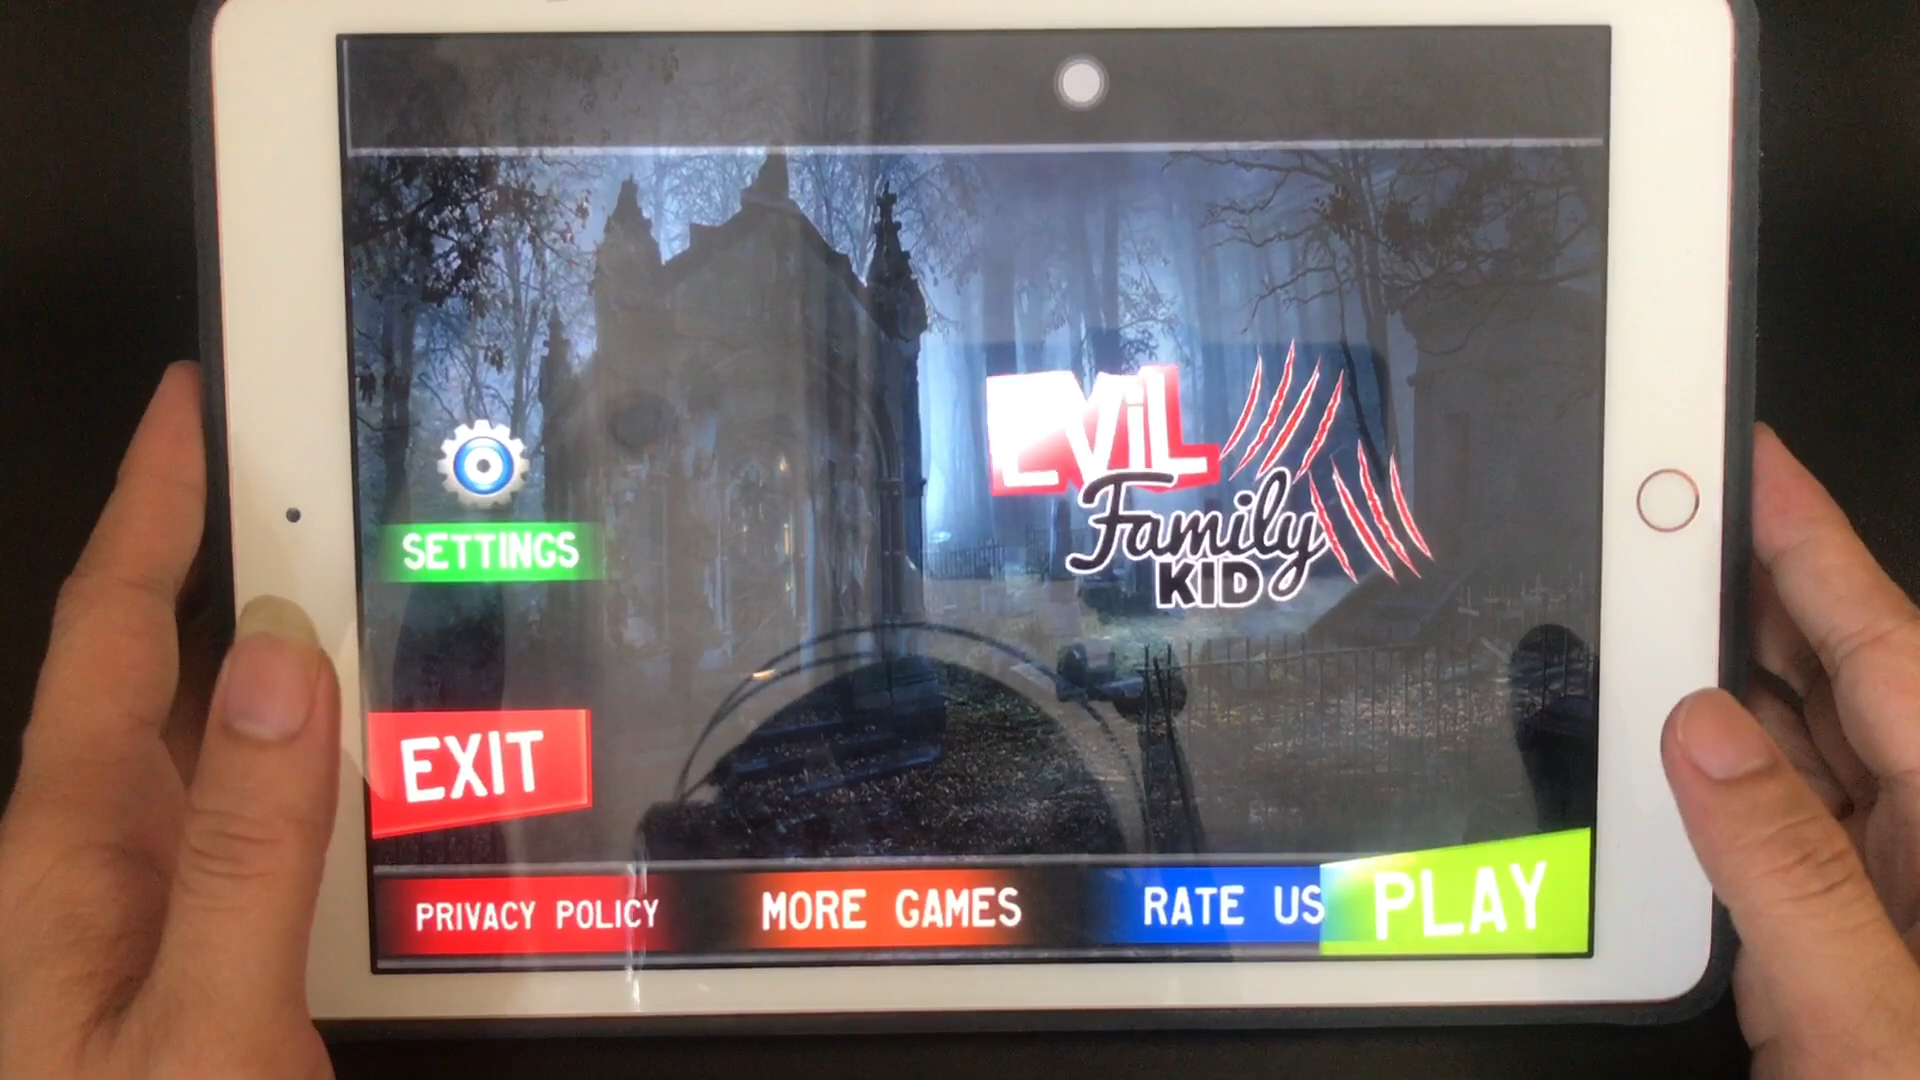 EViL
Family
KID
SETTINGS
EXIT
PRIVACY POLICY
MORE GAMES
RATE US
PLAY